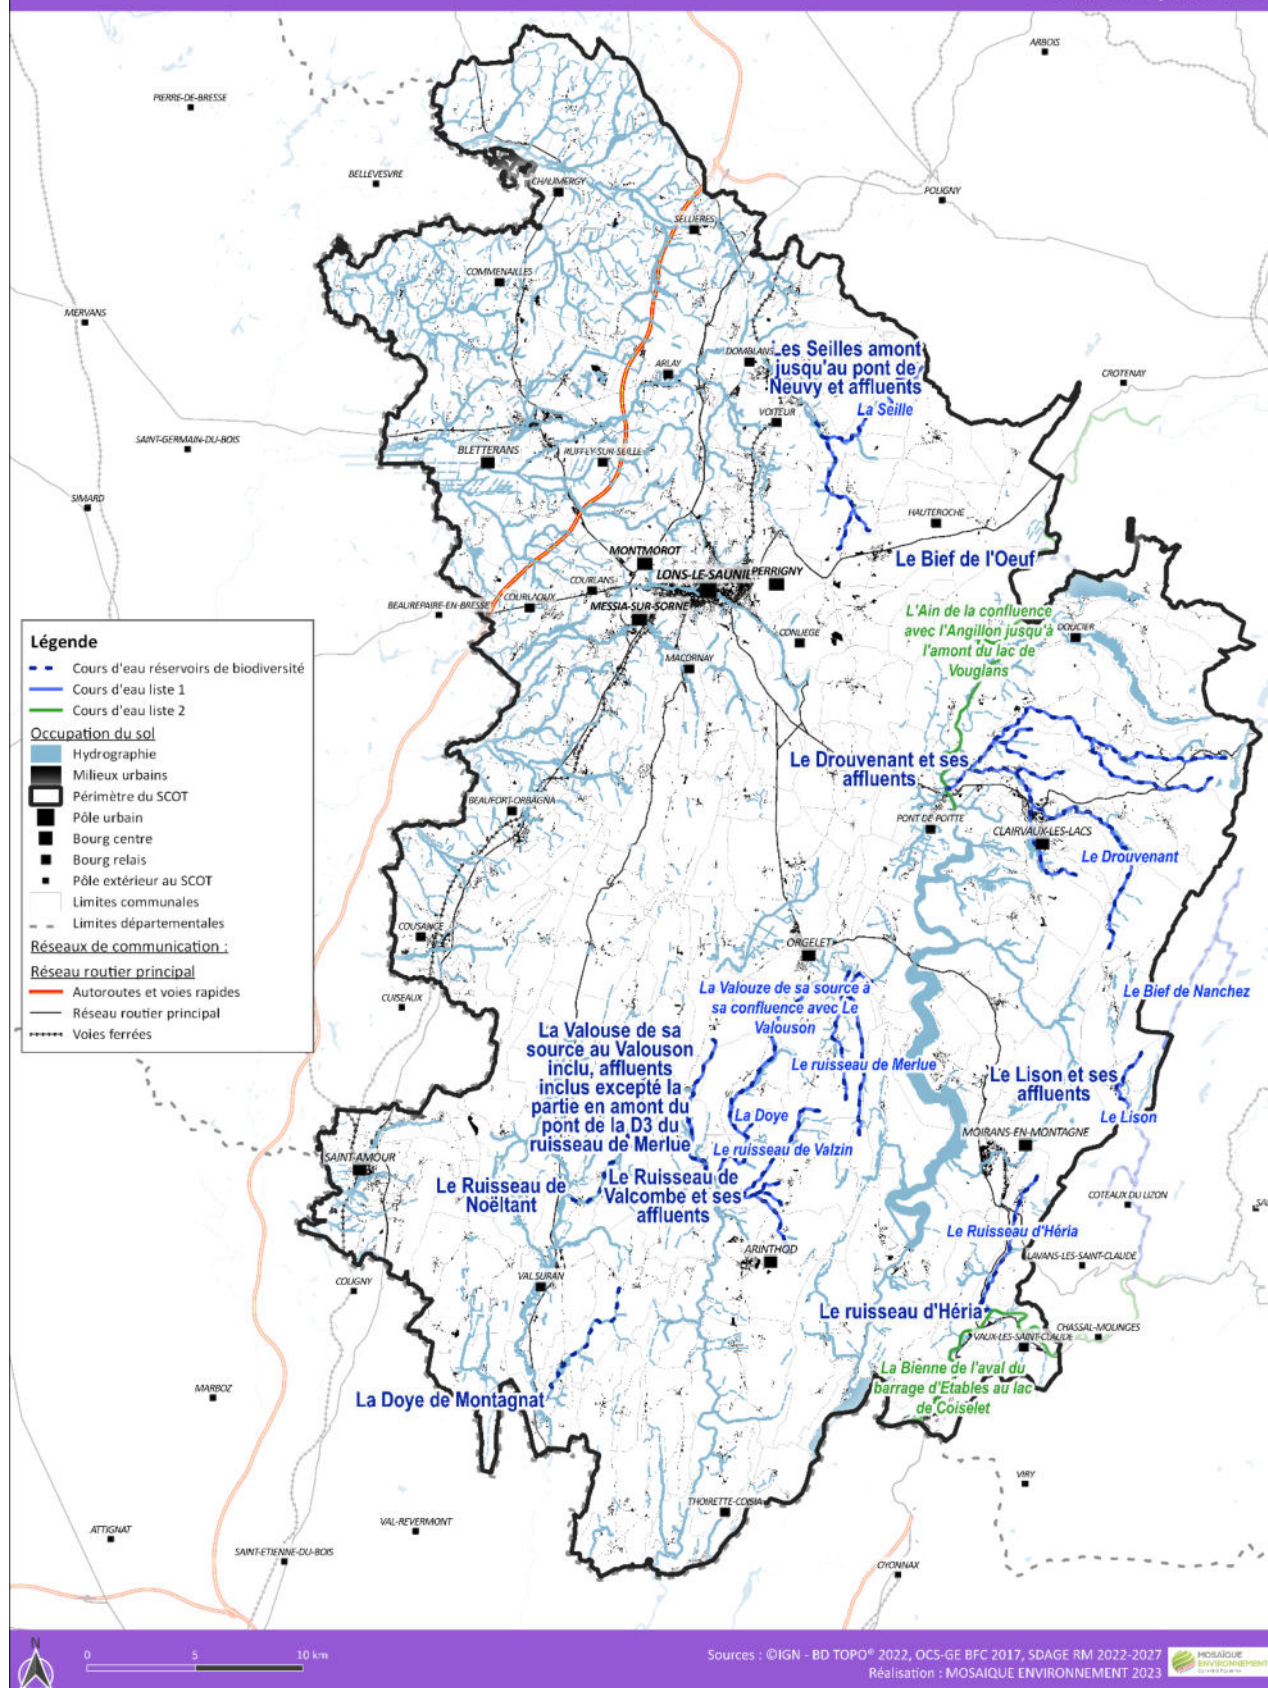 ARBOIS
PIERRE-DE-BRESSE
BELLEVESVRE
CHAUMERGY
POLIGNY
SELLIERES
COMMENAILLES
MERVANS
DOMBLANS
ARLAY
Les Seilles amont
jusqu'au pont de
Neuvy et affluents
La Seille
CROTENAY
VOITEUR
SAINT-GERMAIN-DU-BOIS
BLETTERANS
RUFFEY-SUR-SEILLE
SIMARD
HAUTEROCHE
MONTMOROT
Le Bief de l'Oeuf
LONS-LE-SAUNIER
PERRIGNY
COURLANS
BEAUREPAIRE-EN-BRESSE
COURLAOUX
MESSIA-SUR-SORNE
L'Ain de la confluence
avec l'Angillon jusqu'à
l'amont du lac de
Vouglans
DOUCIER
CONLIEGE
MACORNAY
Légende
Cours d'eau réservoirs de biodiversité
Cours d'eau liste 1
Cours d'eau liste 2
Occupation du sol
Hydrographie
Milieux urbains
Périmètre du SCOT
Pôle urbain
Bourg centre
Bourg relais
Pôle extérieur au SCOT
Limites communales
Limites départementales
Réseaux de communication :
Réseau routier principal
Autoroutes et voies rapides
Réseau routier principal
Voies ferrées
Le Drouvenant et ses
affluents
BEAUFORT-ORBAGNA
PONT DE POITTE
CLAIRVAUX-LES-LACS
Le Drouvenant
COUSANCE
ORGELET
CUISEAUX
La Valouze de sa source à
sa confluence avec Le
Valouson
Le Bief de Nanchez
La Valouse de sa
source au Valouson
inclu, affluents
inclus excepté la
partie en amont du
pont de la D3 du
ruisseau de Merlue
Le ruisseau de Merlue
Le Lison et ses
affluents
La Doye
Le Lison
MOIRANS-EN-MONTAGNE
Le ruisseau de Valzin
SAINT-AMOUR
Le Ruisseau de
Noëltant
Le Ruisseau de
Valcombe et ses
affluents
COTEAUX DU LIZON
Le Ruisseau d'Héria
ARINTHOD
LAVANS-LES-SAINT-CLAUDE
COLIGNY
VAL SURAN
Le ruisseau d'Héria
CHASSAL-MOLINGES
VAUX-LES-SAINT-CLAUDE
La Bienne de l'aval du
barrage d'Etables au lac
de Coiselet
MARBOZ
La Doye de Montagnat
VIRY
THOIRETTE-COISIA
VAL-REVERMONT
ATTIGNAT
SAINT-ETIENNE-DU-BOIS
OYONNAX
N
0 5 10 km
Sources : ©IGN - BD TOPO® 2022, OCS-GE BFC 2017, SDAGE RM 2022-2027
Réalisation : MOSAIQUE ENVIRONNEMENT 2023
MOSAÏQUE
ENVIRONNEMENT